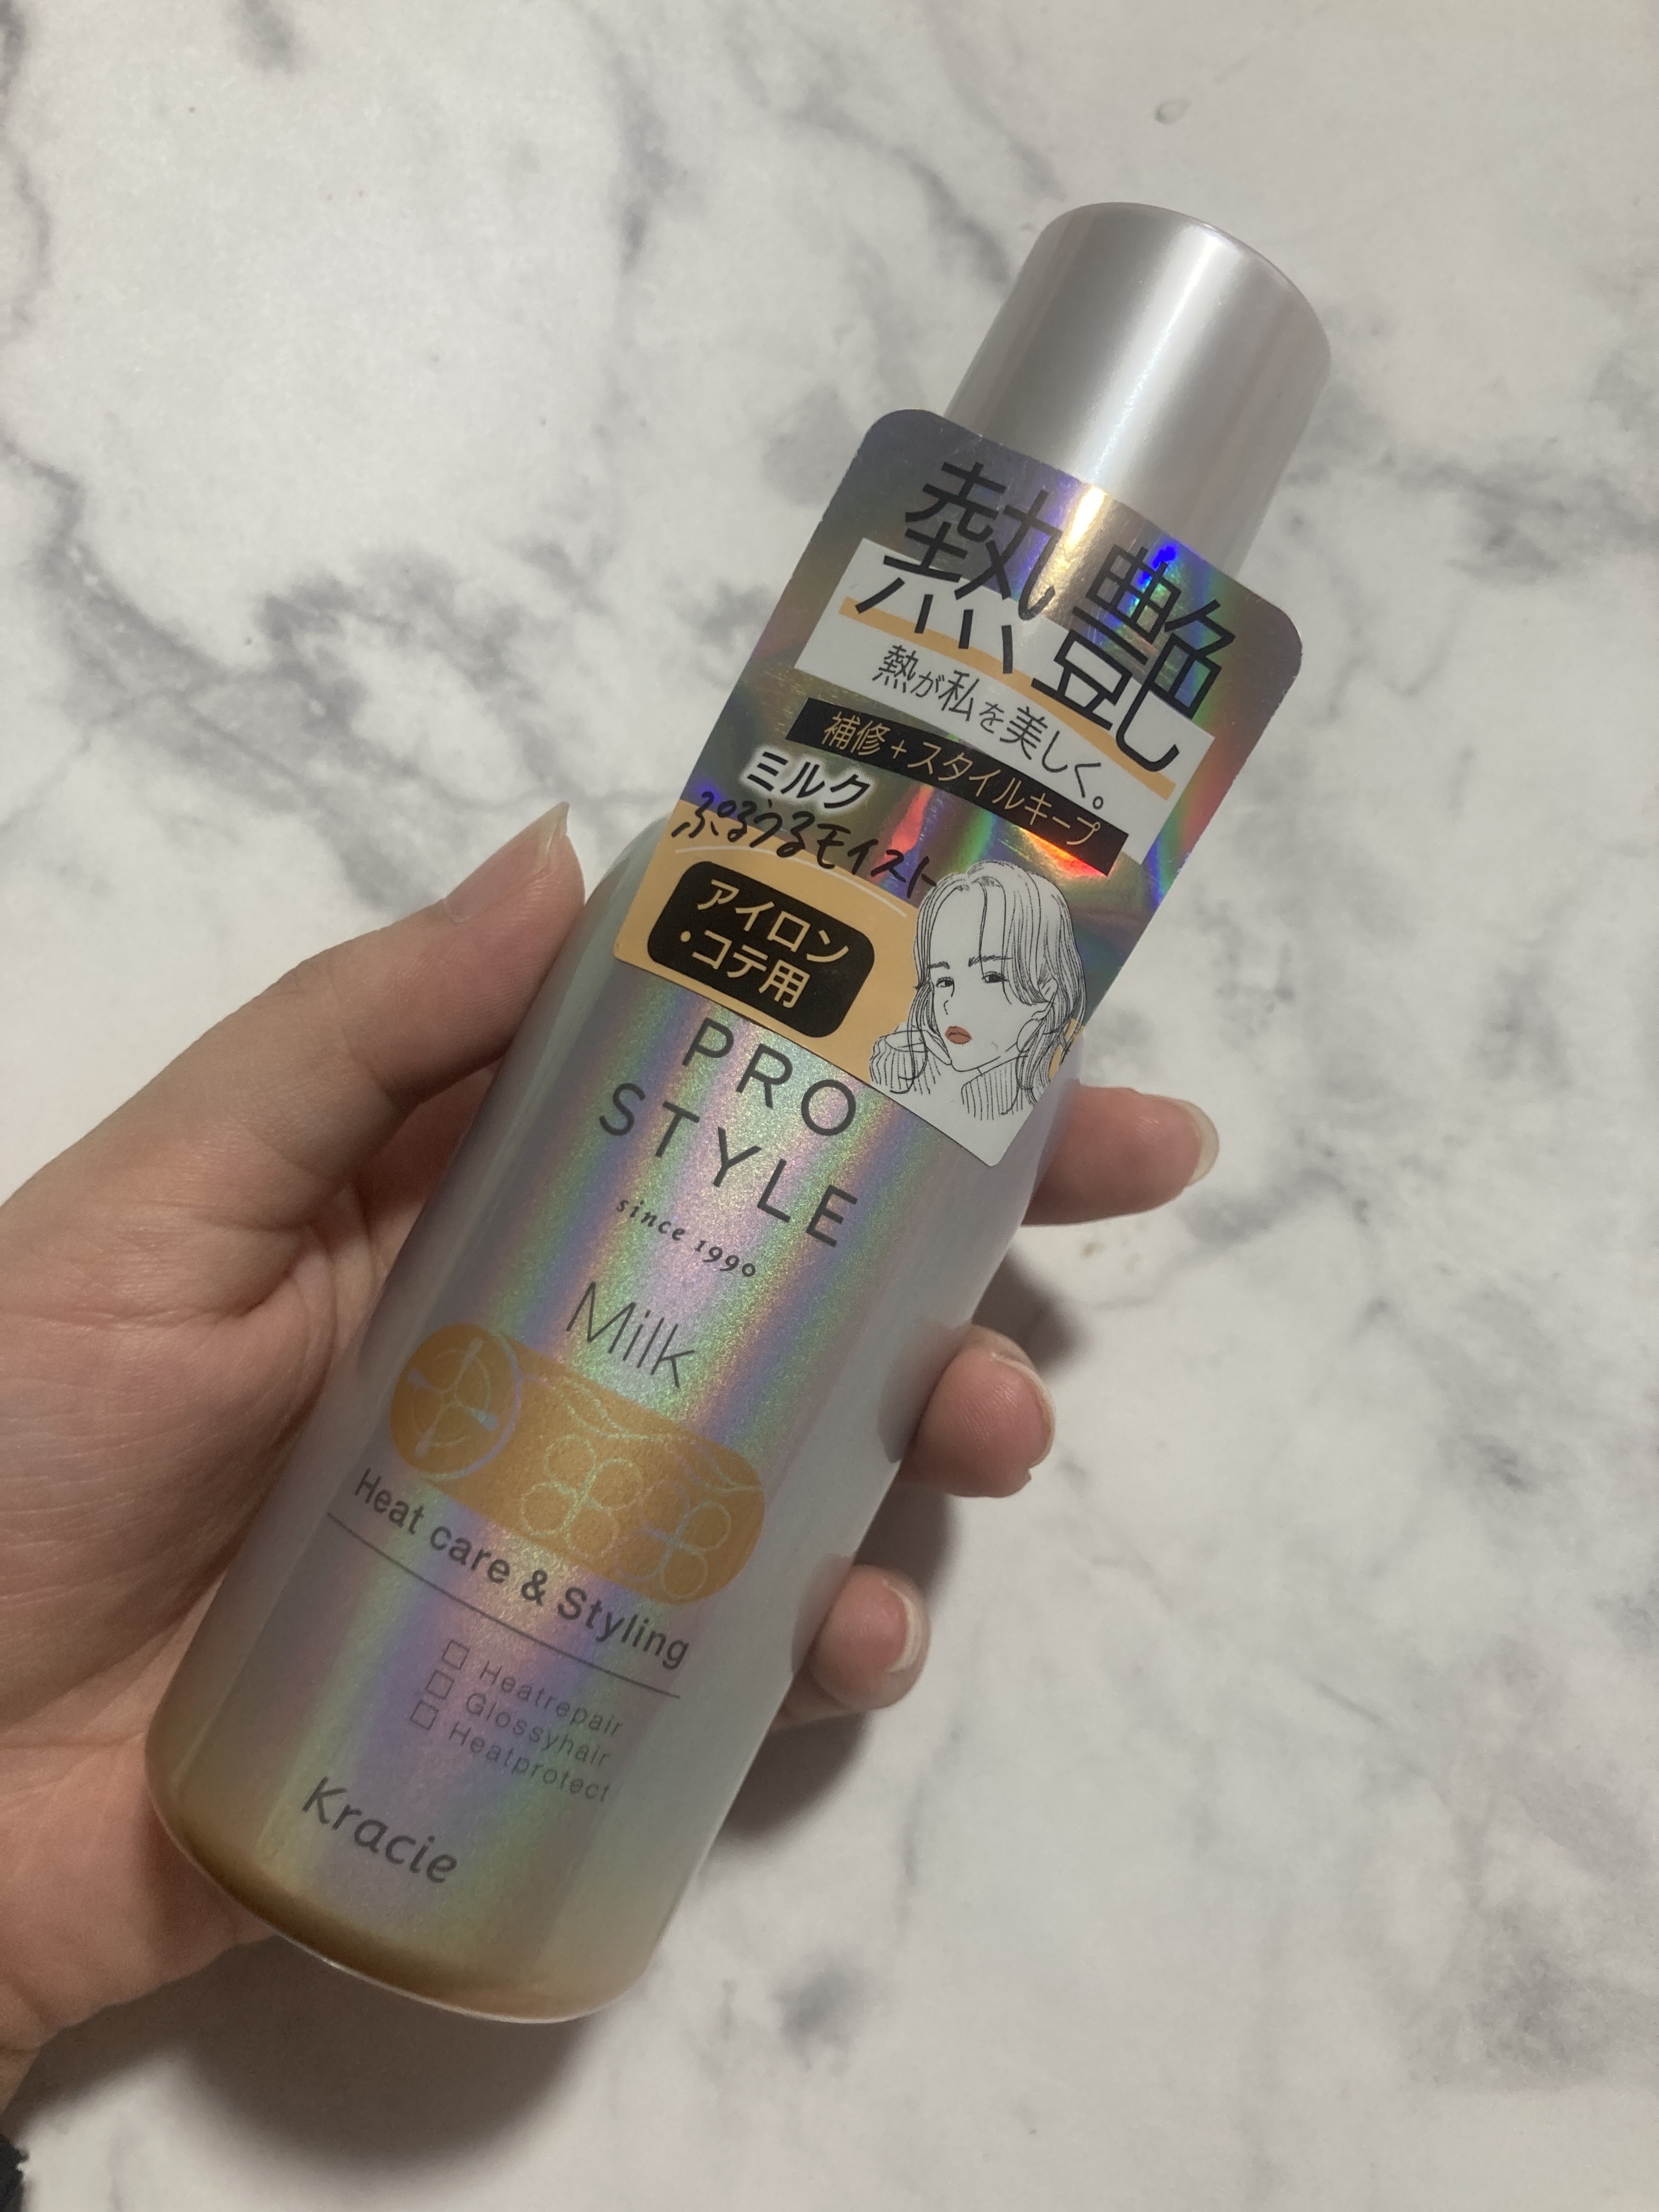 熱艶
熱が私を美しく。
補修+スタイルキープ
ミルク
ぷるうるモイスト
アイロン
・コテ用
PRO
STYLE
since 1990
Milk
Heat care & Styling
Heatrepair
Glossyhair
Heatprotect
Kracie